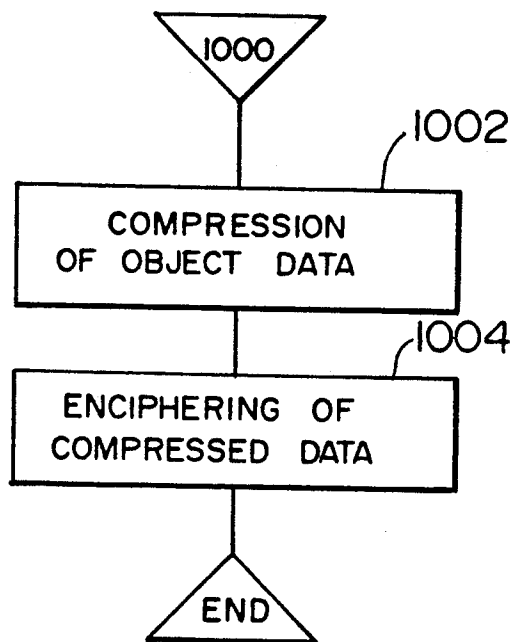 1000
1002
COMPRESSION
OF OBJECT DATA
1004
ENCIPHERING OF
COMPRESSED DATA
END